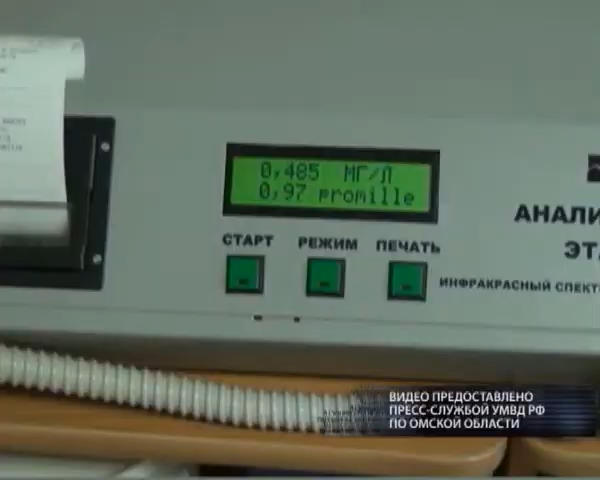 0,485 МГ/Л
0,97 promille
СТАРТ РЕЖИМ ПЕЧАТЬ
АНАЛИ
ЭТ
ИНФРАКРАСНЫЙ СПЕКТ
ВИДЕО ПРЕДОСТАВЛЕНО
ПРЕСС-СЛУЖБОЙ УМВД РФ
ПО ОМСКОЙ ОБЛАСТИ